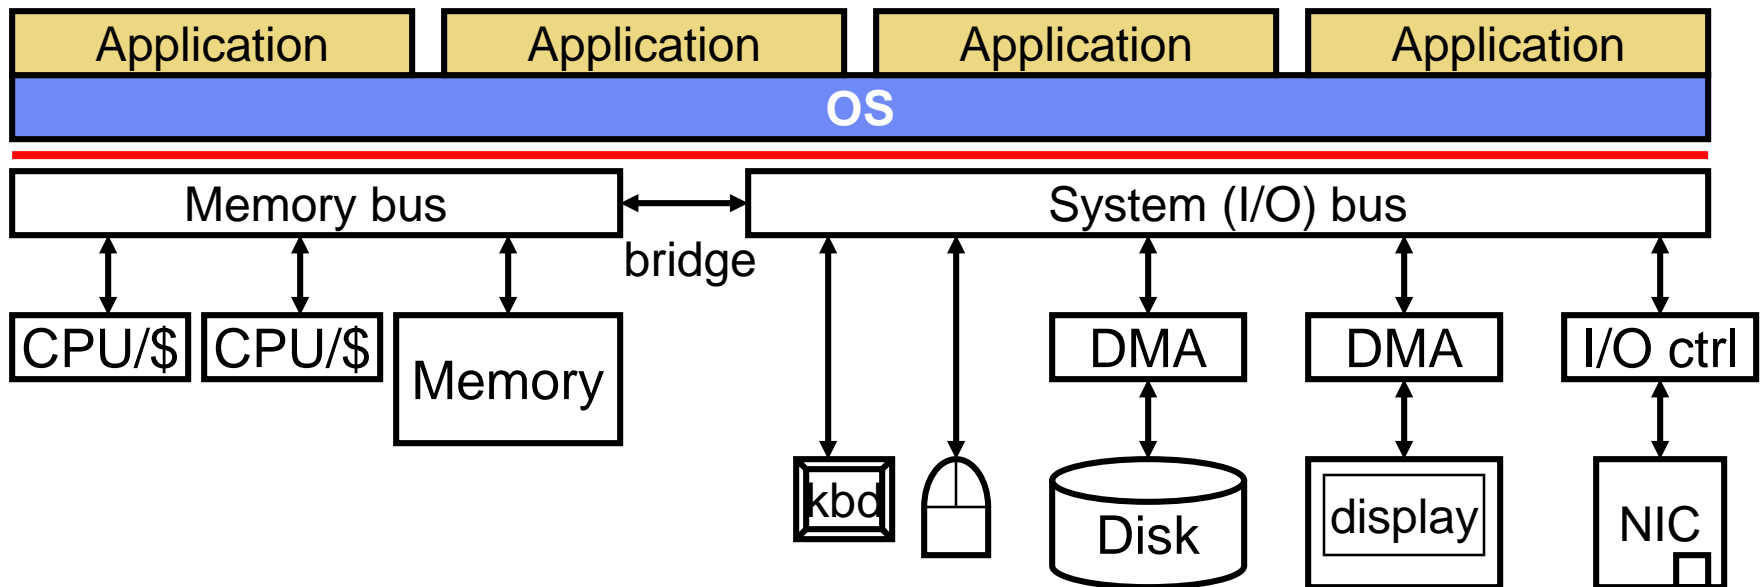 Application
Application
Application
Application
OS
Memory bus
System (I/O) bus
bridge
CPU/$
CPU/$
Memory
DMA
DMA
I/O ctrl
kbd
Disk
display
NIC